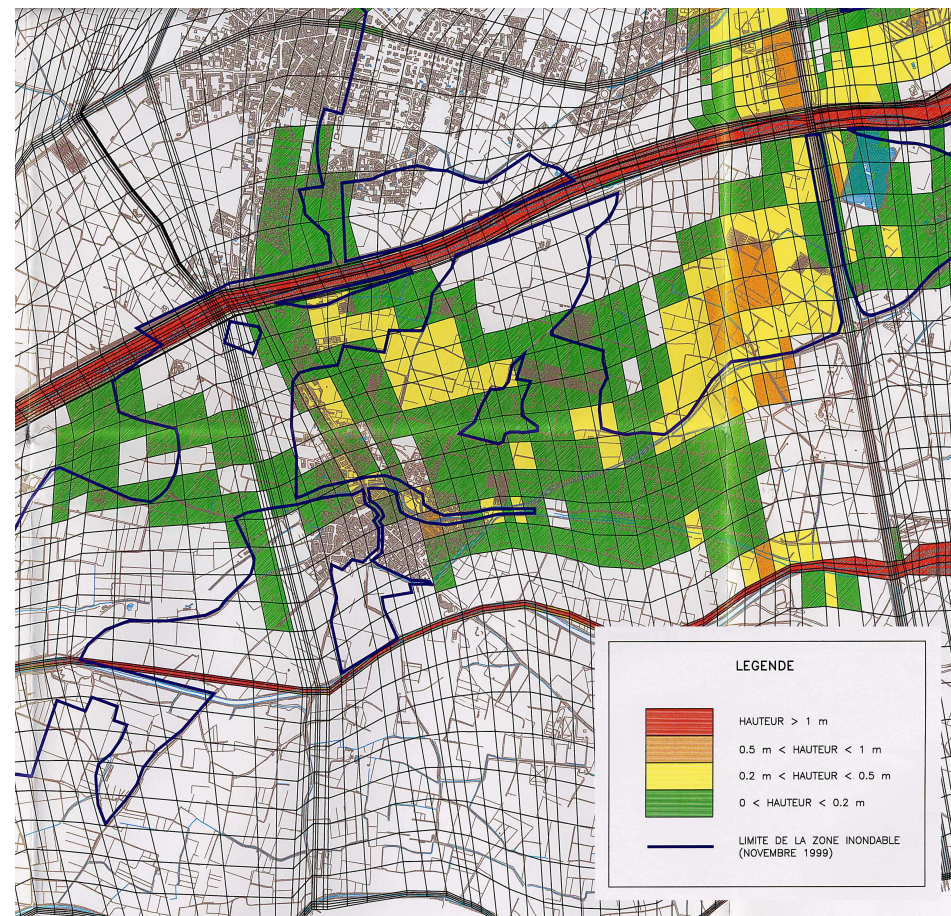 LEGENDE
HAUTEUR > 1 m
0.5 m < HAUTEUR < 1 m
0.2 m < HAUTEUR < 0.5 m
0 < HAUTEUR < 0.2 m
LIMITE DE LA ZONE INONDABLE
(NOVEMBRE 1999)